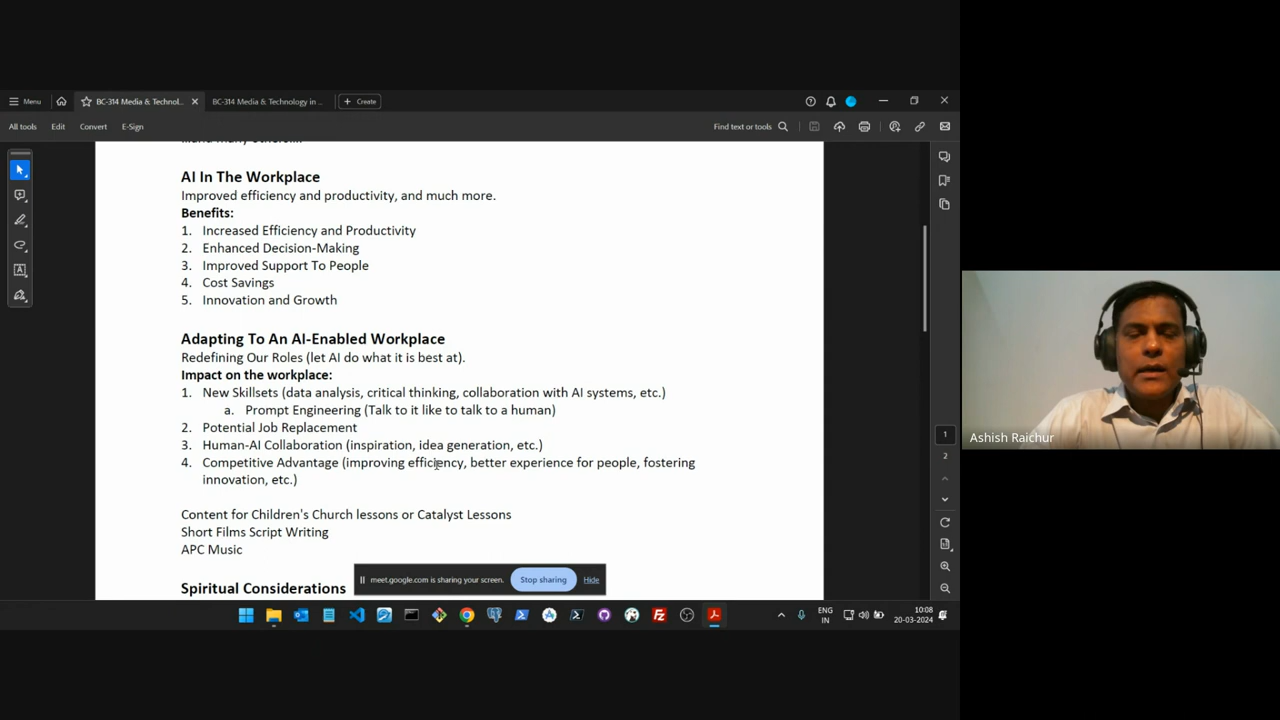 Menu
BC-314 Media & Technol...
BC-314 Media & Technology in ...
Create
All tools
Edit
Convert
E-Sign
Find text or tools
AI In The Workplace
Improved efficiency and productivity, and much more.
Benefits:
1. Increased Efficiency and Productivity
2. Enhanced Decision-Making
3. Improved Support To People
4. Cost Savings
5. Innovation and Growth
Adapting To An AI-Enabled Workplace
Redefining Our Roles (let AI do what it is best at).
Impact on the workplace:
1. New Skillsets (data analysis, critical thinking, collaboration with AI systems, etc.)
a. Prompt Engineering (Talk to it like to talk to a human)
2. Potential Job Replacement
3. Human-AI Collaboration (inspiration, idea generation, etc.)
4. Competitive Advantage (improving efficiency, better experience for people, fostering
innovation, etc.)
Content for Children's Church lessons or Catalyst Lessons
Short Films Script Writing
APC Music
Spiritual Considerations
meet.google.com is sharing your screen.
Stop sharing
Hide
1
2
ENG
IN
10:08
20-03-2024
Ashish Raichur